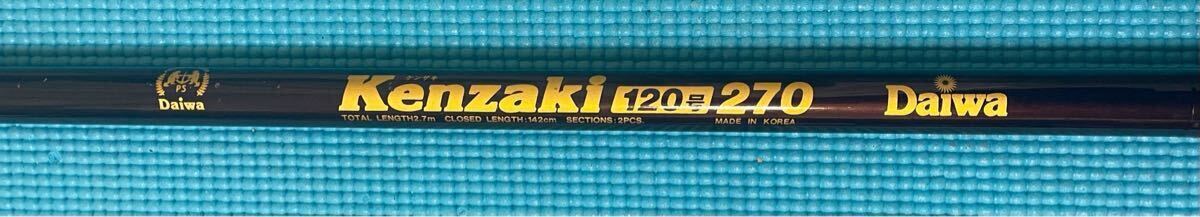 PS
Daiwa
ケンザキ
Kenzaki 120号 270
TOTAL LENGTH2.7m CLOSED LENGTH:142cm SECTIONS:2PCS. MADE IN KOREA
Daiwa